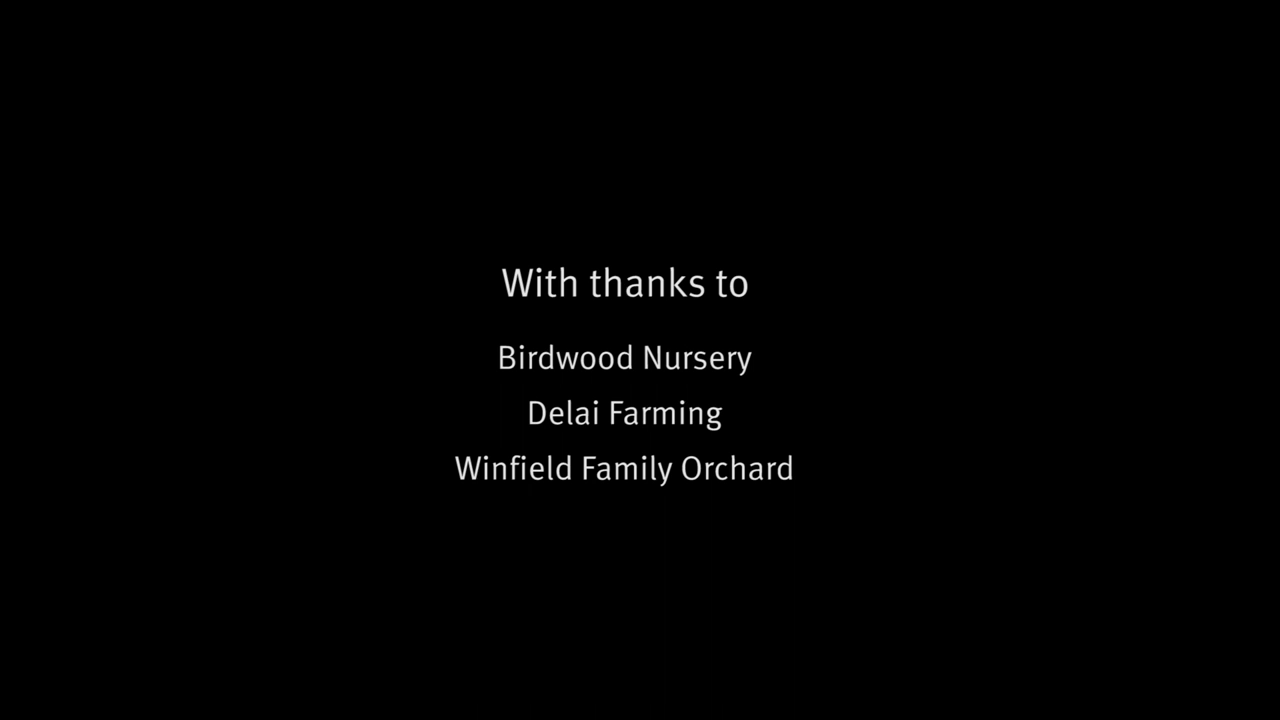 With thanks to
Birdwood Nursery
Delai Farming
Winfield Family Orchard